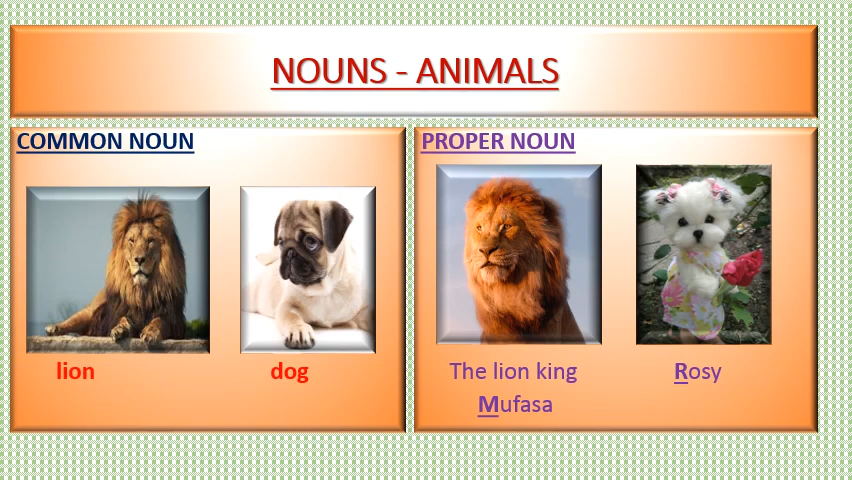 NOUNS - ANIMALS
COMMON NOUN
lion
dog
PROPER NOUN
The lion king
Mufasa
Rosy